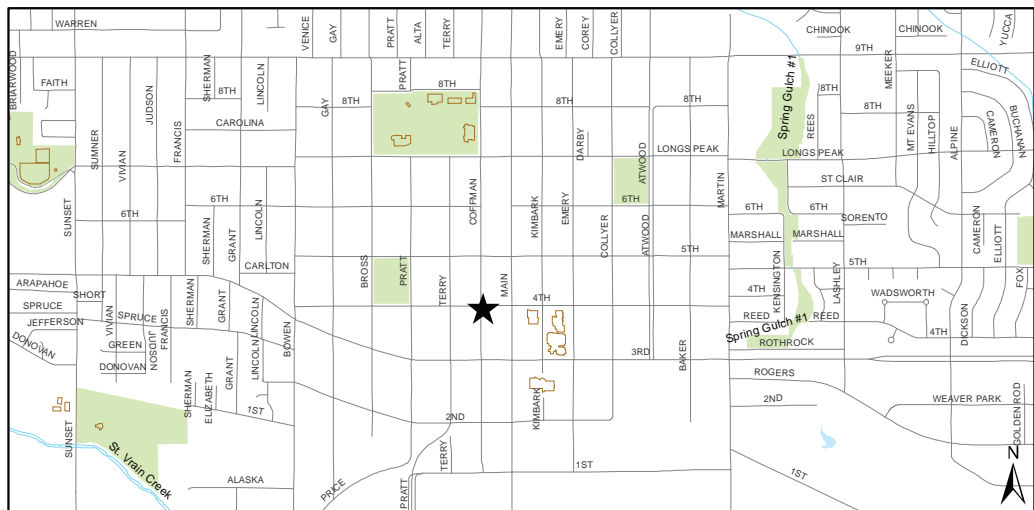 WARREN
VENICE
GAY
PRATT
ALTA
TERRY
EMERY
COREY
COLLYER
CHINOOK
CHINOOK
YUCCA
9TH
BRIARWOOD
FAITH
JUDSON
SHERMAN
8TH
LINCOLN
GAY
8TH
PRATT
8TH
8TH
8TH
Spring Gulch #1
8TH
REES
MEEKER
8TH
ELLIOTT
MT EVANS
HILLTOP
ALPINE
CAMERON
BUCHANAN
SUMNER
VIVIAN
FRANCIS
CAROLINA
DARBY
ATWOOD
LONGS PEAK
LONGS PEAK
MARTIN
ST CLAIR
SUNSET
6TH
6TH
SHERMAN
GRANT
LINCOLN
COFFMAN
KIMBARK
EMERY
COLLYER
6TH
ATWOOD
6TH
6TH
SORENTO
MARSHALL
MARSHALL
CAMERON
ELLIOTT
CARLTON
BROSS
PRATT
TERRY
MAIN
5TH
5TH
KENSINGTON
LASHLEY
FOX
ARAPAHOE
SHORT
SPRUCE
JEFFERSON
DONOVAN
VIVIAN
SPRUCE
GREEN
DONOVAN
JUDSON
FRANCIS
SHERMAN
GRANT
LINCOLN
LINCOLN
BOWEN
4TH
4TH
WADSWORTH
REED
REED
Spring Gulch #1
ROTHROCK
4TH
DICKSON
3RD
BAKER
ROGERS
SHERMAN
ELIZABETH
GRANT
LINCOLN
1ST
2ND
KIMBARK
2ND
WEAVER PARK
GOLDEN ROD
SUNSET
St. Vrain Creek
ALASKA
PRICE
PRATT
TERRY
1ST
1ST
N